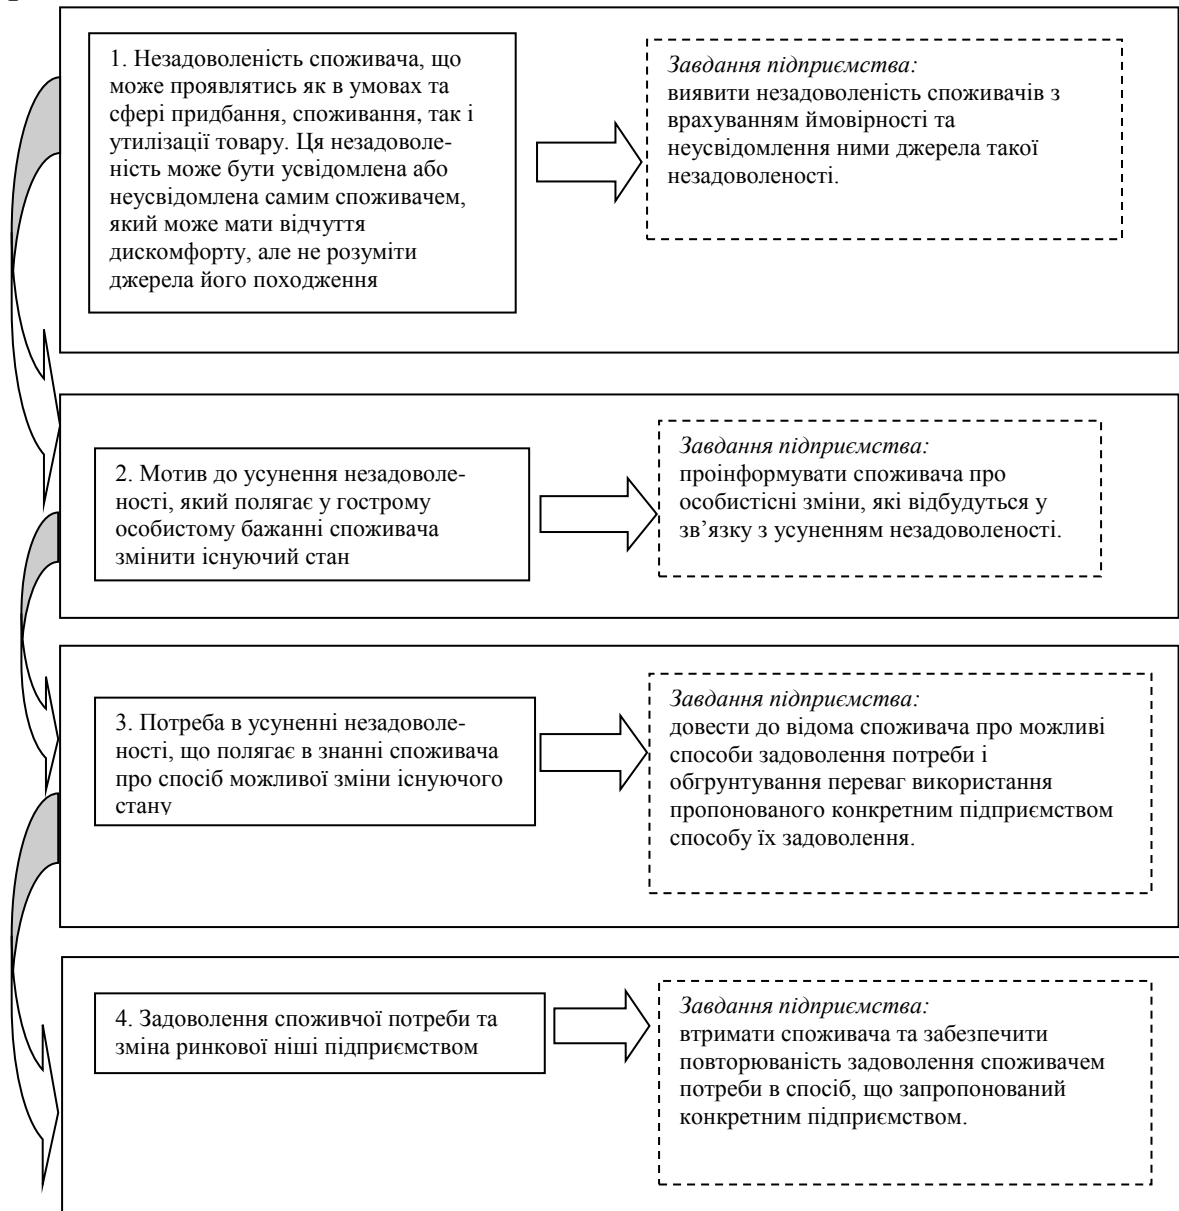 1. Незадоволеність споживача, що
може проявлятись як в умовах та
сфері придбання, споживання, так і
утилізації товару. Ця незадоволе-
ність може бути усвідомлена або
неусвідомлена самим споживачем,
який може мати відчуття
дискомфорту, але не розуміти
джерела його походження
Завдання підприємства:
виявити незадоволеність споживачів з
врахуванням ймовірності та
неусвідомлення ними джерела такої
незадоволеності.
2. Мотив до усунення незадоволе-
ності, який полягає у гострому
особистому бажанні споживача
змінити існуючий стан
Завдання підприємства:
проінформувати споживача про
особистісні зміни, які відбудуться у
зв’язку з усуненням незадоволеності.
3. Потреба в усуненні незадоволе-
ності, що полягає в знанні споживача
про спосіб можливої зміни існуючого
стану
Завдання підприємства:
довести до відома споживача про можливі
способи задоволення потреби і
обгрунтування переваг використання
пропонованого конкретним підприємством
способу їх задоволення.
4. Задоволення споживчої потреби та
зміна ринкової ніші підприємством
Завдання підприємства:
втримати споживача та забезпечити
повторюваність задоволення споживачем
потреби в спосіб, що запропонований
конкретним підприємством.